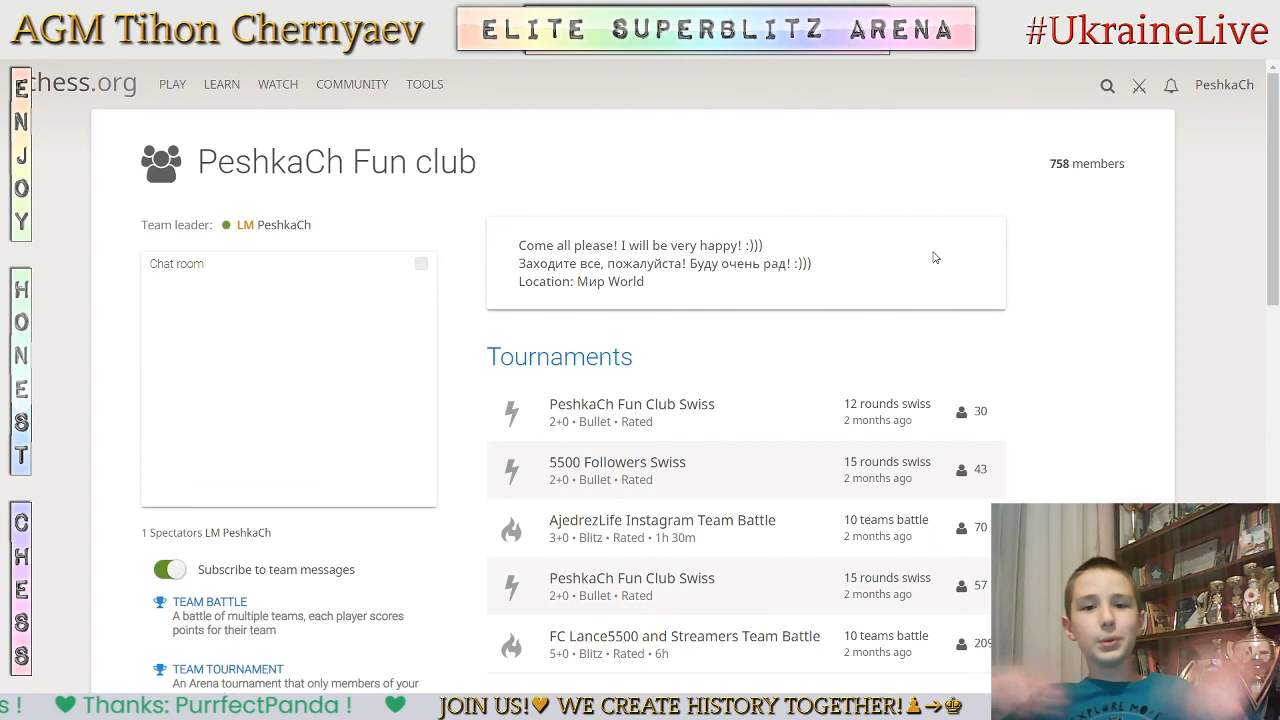 AGM Tihon Chernyaev
ELITE SUPERBLITZ ARENA
#UkraineLive
ENJOY
HONEST
CHESS
chess.org
PLAY
LEARN
WATCH
COMMUNITY
TOOLS
PeshkaCh
PeshkaCh Fun club
758 members
Team leader: LM PeshkaCh
Chat room
Come all please! I will be very happy! :)))
Заходите все, пожалуйста! Буду очень рад! :)))
Location: Мир World
Tournaments
PeshkaCh Fun Club Swiss
2+0 • Bullet • Rated
12 rounds swiss
2 months ago
30
5500 Followers Swiss
2+0 • Bullet • Rated
15 rounds swiss
2 months ago
43
AjedrezLife Instagram Team Battle
3+0 • Blitz • Rated • 1h 30m
10 teams battle
2 months ago
70
PeshkaCh Fun Club Swiss
2+0 • Bullet • Rated
15 rounds swiss
2 months ago
57
FC Lance5500 and Streamers Team Battle
5+0 • Blitz • Rated • 6h
10 teams battle
2 months ago
1 Spectators LM PeshkaCh
Subscribe to team messages
TEAM BATTLE
A battle of multiple teams, each player scores
points for their team
TEAM TOURNAMENT
An Arena tournament that only members of your
s ! 💚 Thanks: PurrfectPanda ! 💚
JOIN US!🧡 WE CREATE HISTORY TOGETHER!♟→♚
EXPLORE MORE